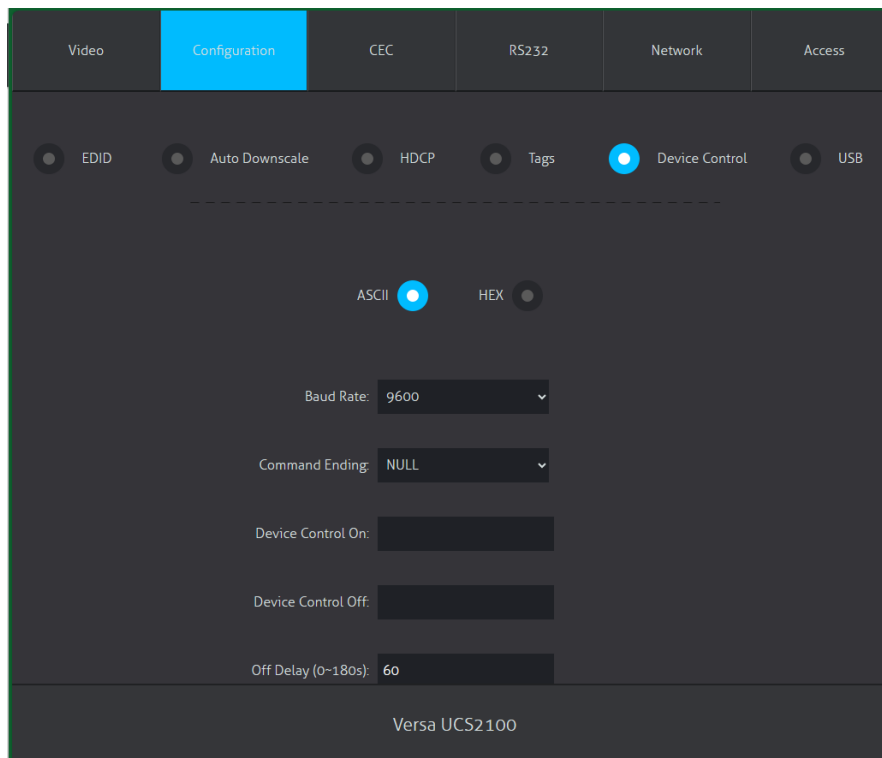 Video Configuration CEC RS232 Network Access
EDID Auto Downscale HDCP Tags Device Control USB
ASCII HEX
Baud Rate: 9600
Command Ending: NULL
Device Control On:
Device Control Off:
Off Delay (0~180s): 60
Versa UCS2100